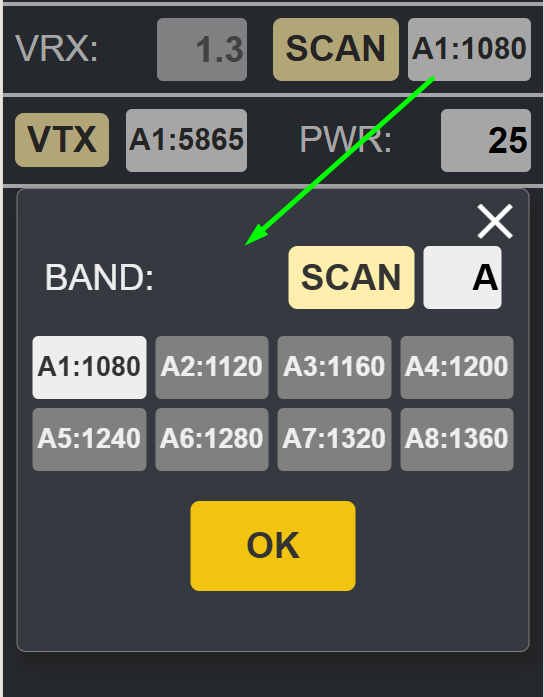 VRX: 1.3 SCAN A1:1080
VTX A1:5865 PWR: 25
BAND: SCAN A
A1:1080 A2:1120 A3:1160 A4:1200
A5:1240 A6:1280 A7:1320 A8:1360
OK